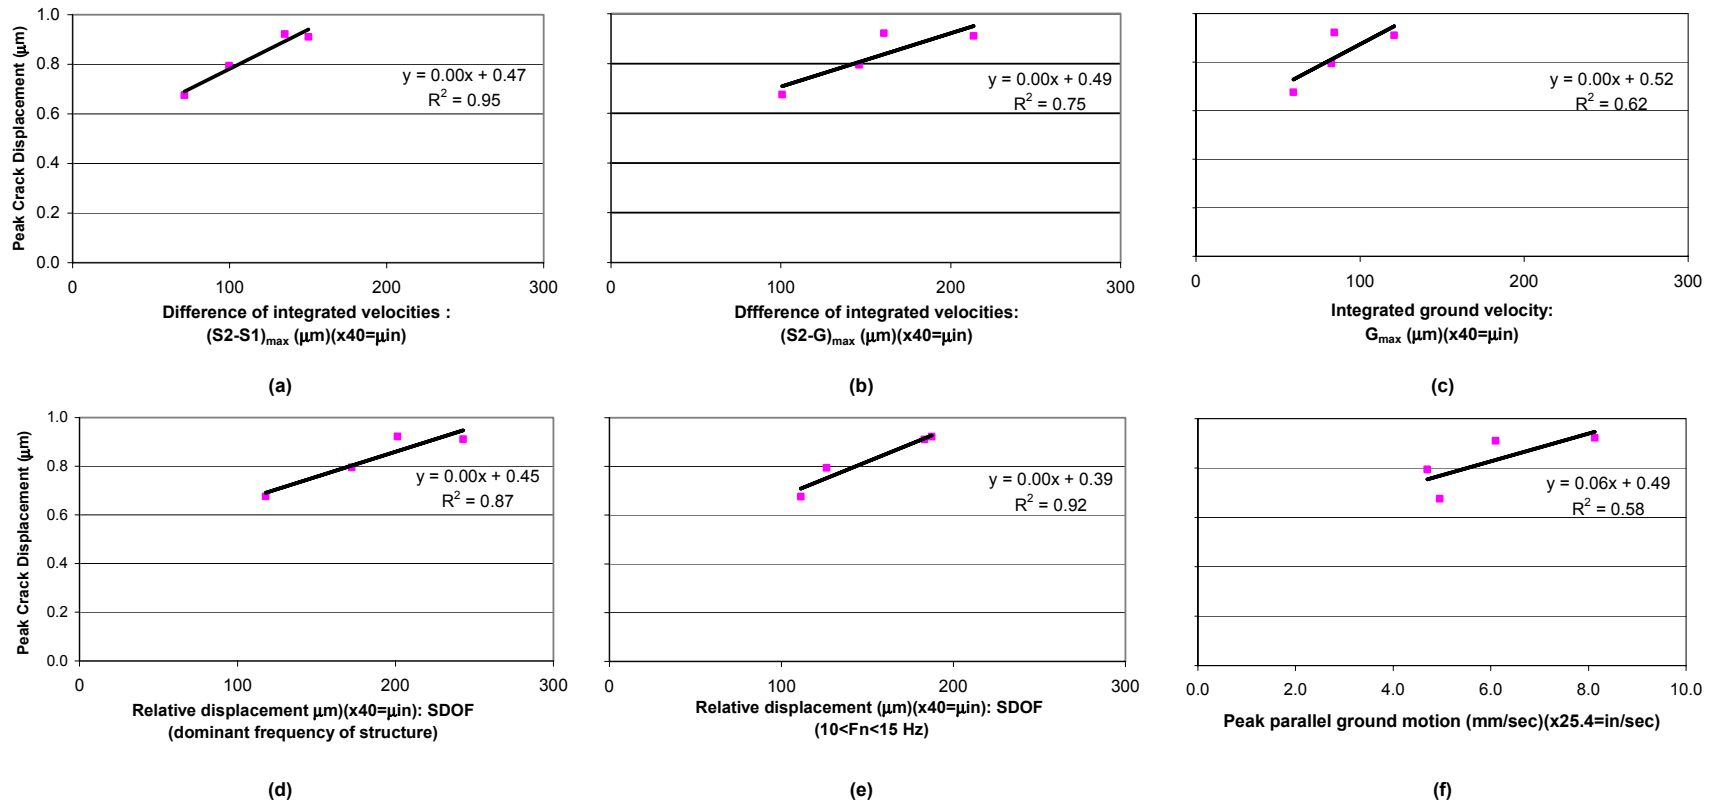 Peak Crack Displacement (μm)
1.0
0.8
0.6
0.4
0.2
0.0
y = 0.00x + 0.47
R² = 0.95
0 100 200 300
Difference of integrated velocities :
(S2-S1)max (μm)(x40=μin)
(a)
y = 0.00x + 0.49
R² = 0.75
0 100 200 300
Dfference of integrated velocities:
(S2-G)max (μm)(x40=μin)
(b)
y = 0.00x + 0.52
R² = 0.62
0 100 200 300
Integrated ground velocity:
Gmax (μm)(x40=μin)
(c)
Peak Crack Displacement (μm)
1.0
0.8
0.6
0.4
0.2
0.0
y = 0.00x + 0.45
R² = 0.87
0 100 200 300
Relative displacement μm)(x40=μin): SDOF
(dominant frequency of structure)
(d)
y = 0.00x + 0.39
R² = 0.92
0 100 200 300
Relative displacement (μm)(x40=μin): SDOF
(10<Fn<15 Hz)
(e)
y = 0.06x + 0.49
R² = 0.58
0.0 2.0 4.0 6.0 8.0 10.0
Peak parallel ground motion (mm/sec)(x25.4=in/sec)
(f)